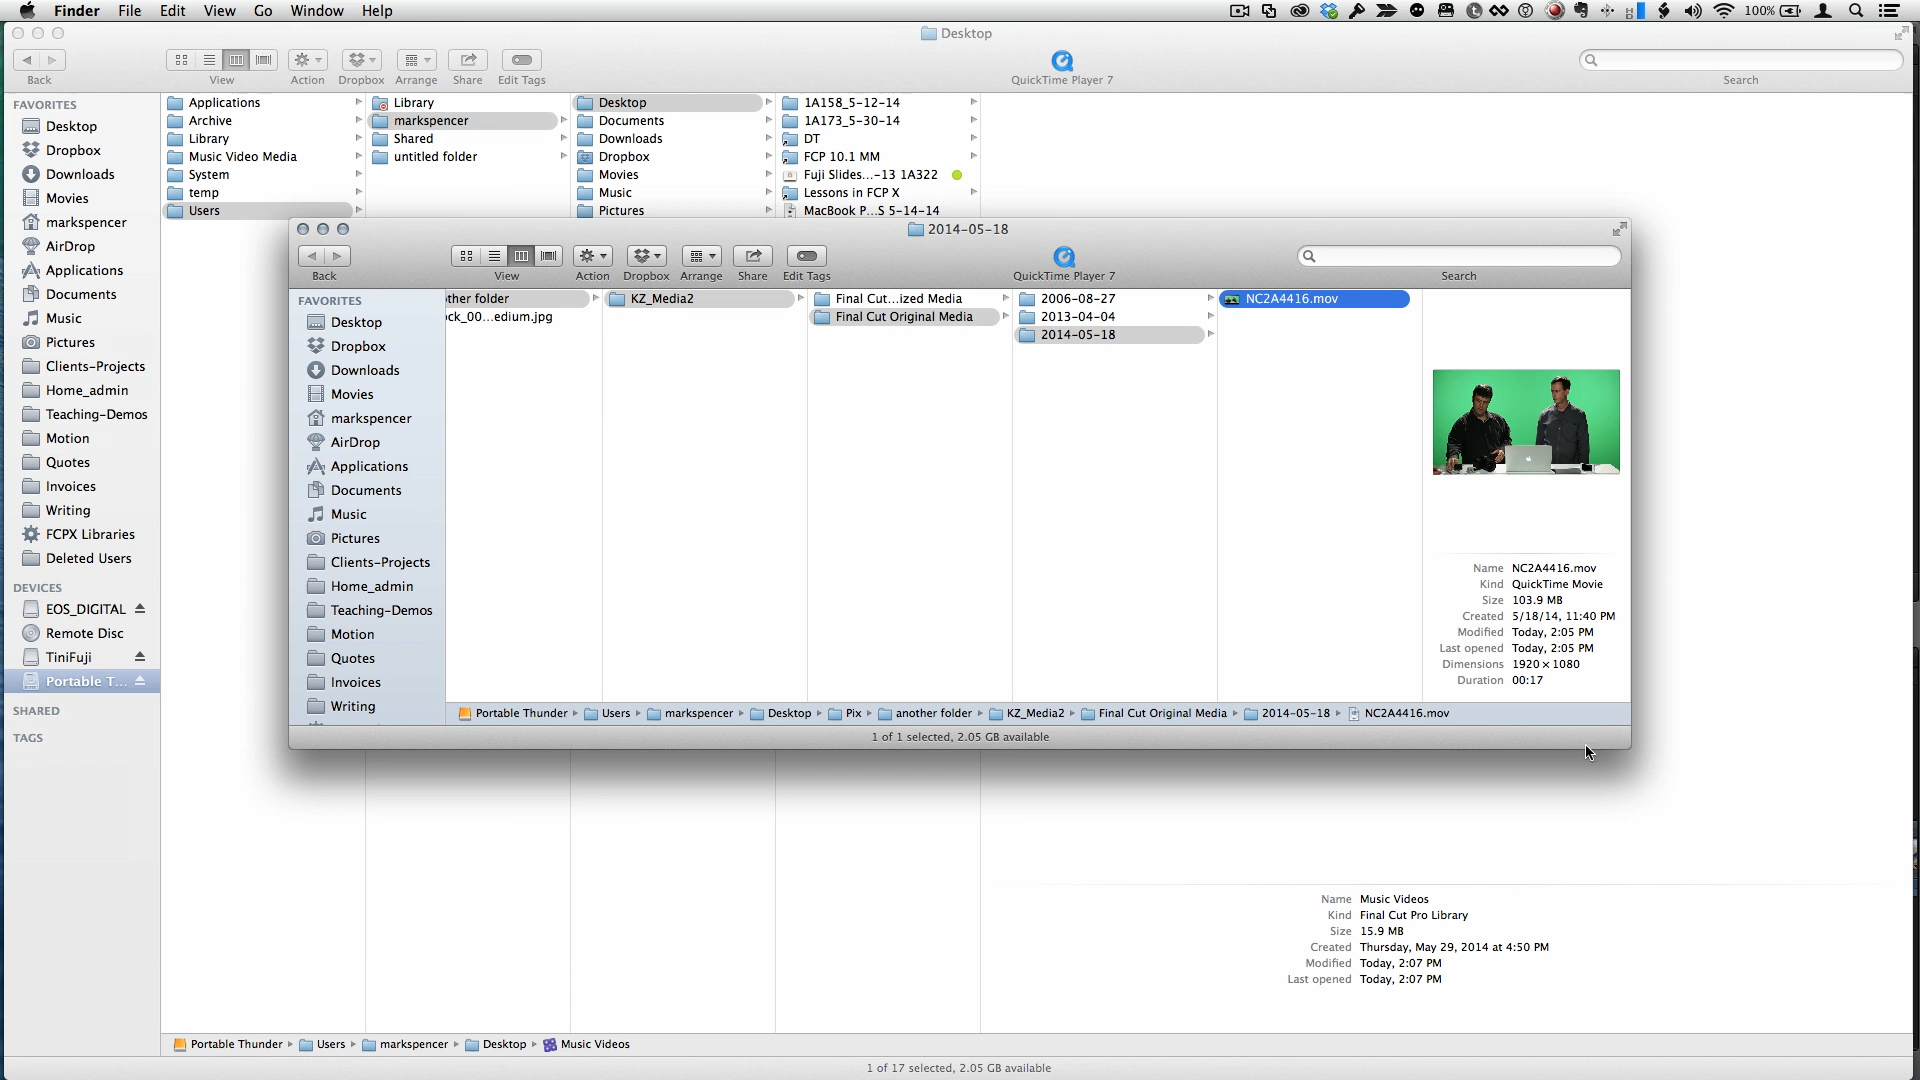 Finder File Edit View Go Window Help 100%
Desktop
Back View Action Dropbox Arrange Share Edit Tags QuickTime Player 7 Search
FAVORITES
Desktop
Dropbox
Downloads
Movies
markspencer
AirDrop
Applications
Documents
Music
Pictures
Clients-Projects
Home_admin
Teaching-Demos
Motion
Quotes
Invoices
Writing
FCPX Libraries
Deleted Users
DEVICES
EOS_DIGITAL
Remote Disc
TiniFuji
Portable T...
SHARED
TAGS
Applications
Archive
Library
Music Video Media
System
temp
Users
Library
markspencer
Shared
untitled folder
Desktop
Documents
Downloads
Dropbox
Movies
Music
Pictures
1A158_5-12-14
1A173_5-30-14
DT
FCP 10.1 MM
Fuji Slides...-13 1A322
Lessons in FCP X
MacBook P...S 5-14-14
2014-05-18
Back View Action Dropbox Arrange Share Edit Tags QuickTime Player 7 Search
FAVORITES
Desktop
Dropbox
Downloads
Movies
markspencer
AirDrop
Applications
Documents
Music
Pictures
Clients-Projects
Home_admin
Teaching-Demos
Motion
Quotes
Invoices
Writing
ther folder
ck_00...edium.jpg
KZ_Media2
Final Cut...ized Media
Final Cut Original Media
2006-08-27
2013-04-04
2014-05-18
NC2A4416.mov
Name NC2A4416.mov
Kind QuickTime Movie
Size 103.9 MB
Created 5/18/14, 11:40 PM
Modified Today, 2:05 PM
Last opened Today, 2:05 PM
Dimensions 1920 × 1080
Duration 00:17
Portable Thunder Users markspencer Desktop Pix another folder KZ_Media2 Final Cut Original Media 2014-05-18 NC2A4416.mov
1 of 1 selected, 2.05 GB available
Name Music Videos
Kind Final Cut Pro Library
Size 15.9 MB
Created Thursday, May 29, 2014 at 4:50 PM
Modified Today, 2:07 PM
Last opened Today, 2:07 PM
Portable Thunder Users markspencer Desktop Music Videos
1 of 17 selected, 2.05 GB available